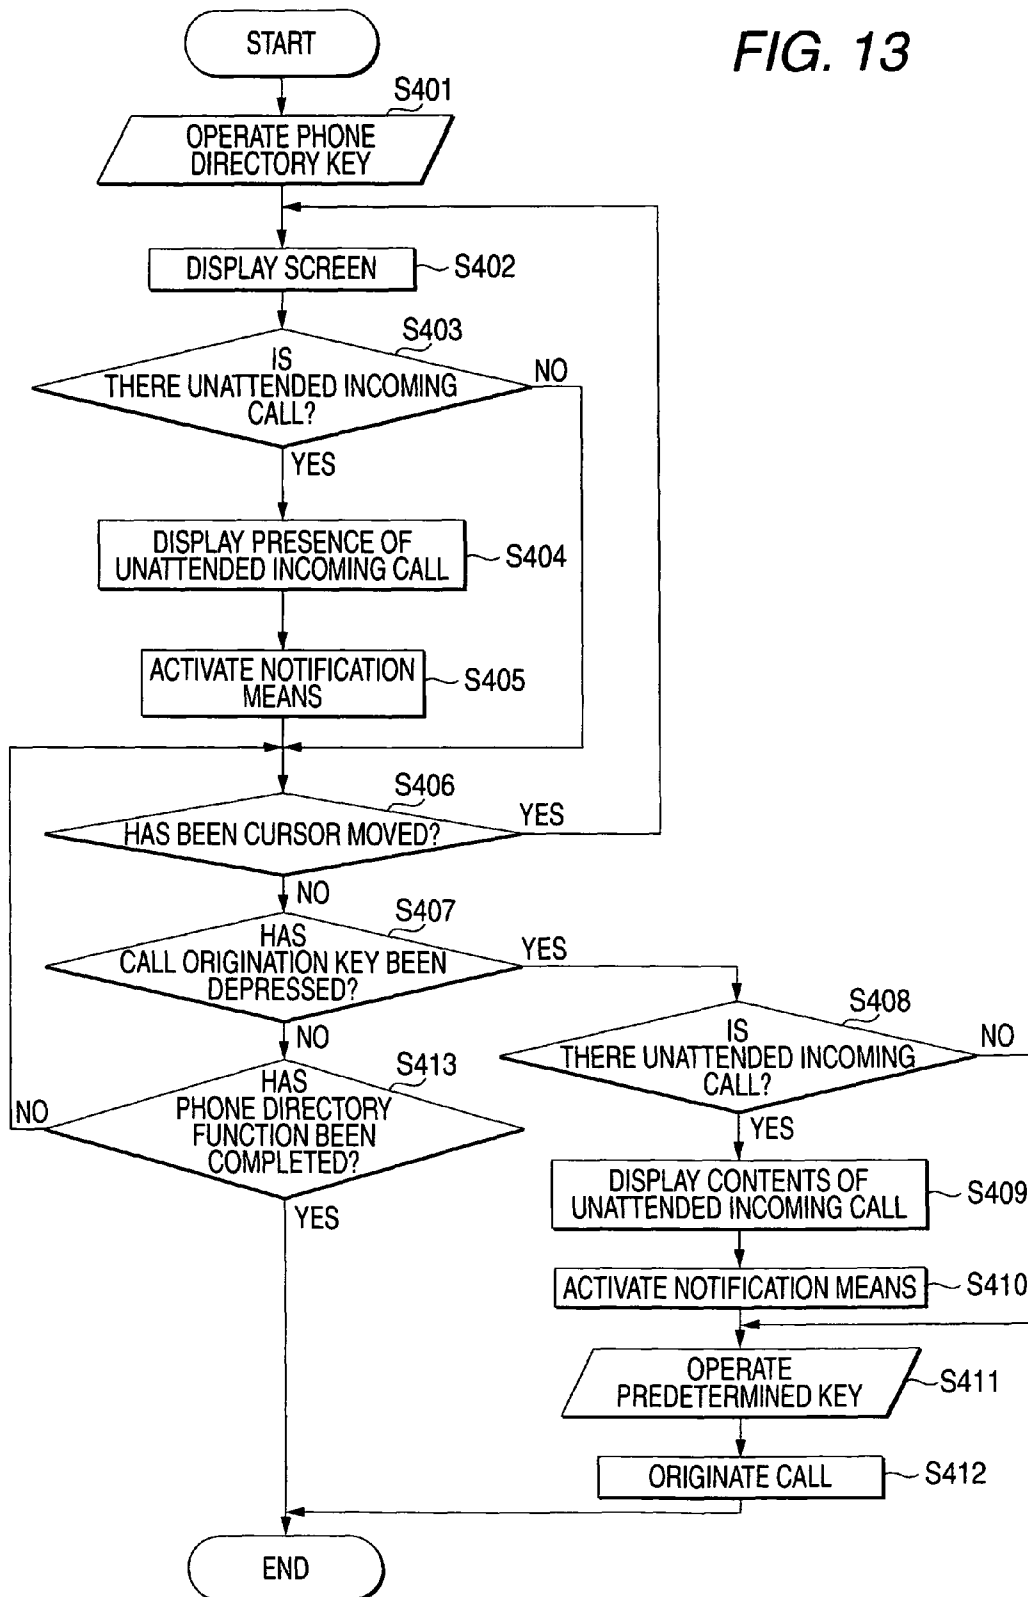 START
FIG. 13
S401
OPERATE PHONE
DIRECTORY KEY
DISPLAY SCREEN
S402
S403
IS
THERE UNATTENDED INCOMING
CALL?
NO
YES
DISPLAY PRESENCE OF
UNATTENDED INCOMING CALL
S404
ACTIVATE NOTIFICATION
MEANS
S405
S406
HAS BEEN CURSOR MOVED?
YES
NO
S407
HAS
CALL ORIGINATION KEY BEEN
DEPRESSED?
YES
NO
S408
IS
THERE UNATTENDED INCOMING
CALL?
NO
YES
S413
HAS
PHONE DIRECTORY
FUNCTION BEEN
COMPLETED?
NO
YES
DISPLAY CONTENTS OF
UNATTENDED INCOMING CALL
S409
ACTIVATE NOTIFICATION MEANS
S410
OPERATE
PREDETERMINED KEY
S411
ORIGINATE CALL
S412
END